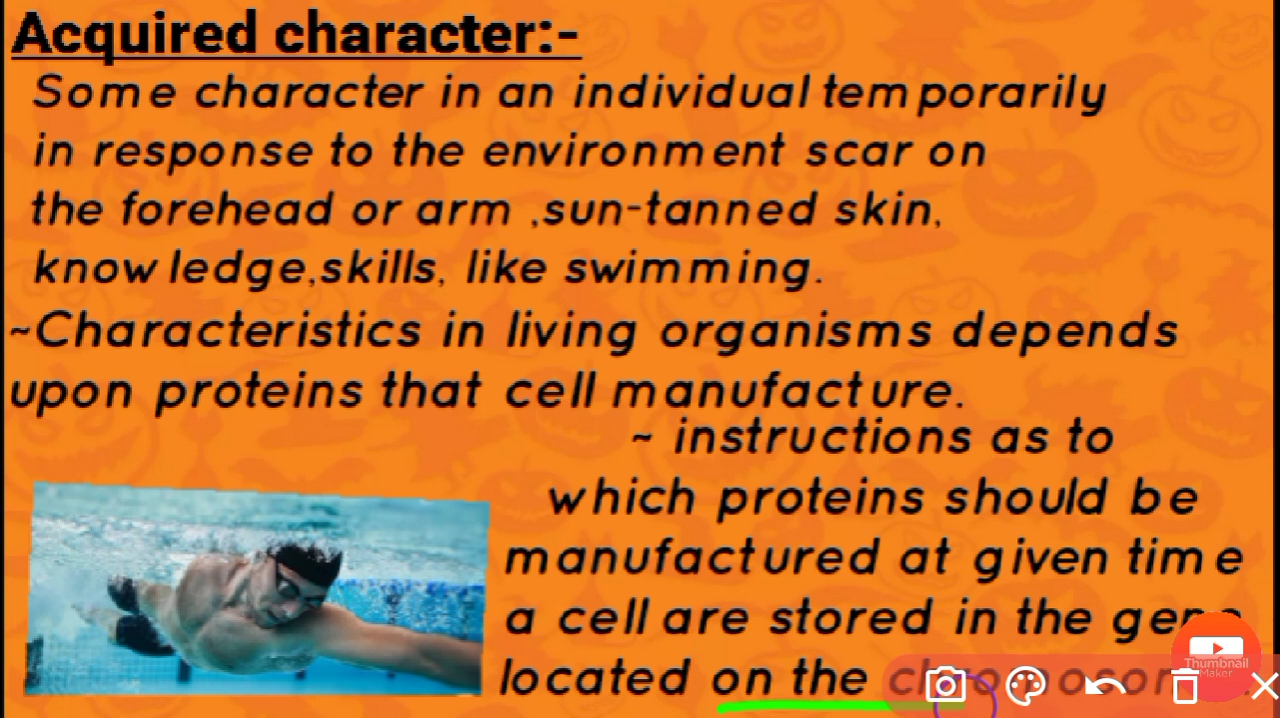 Acquired character:-
Some character in an individual temporarily
in response to the environment scar on
the forehead or arm ,sun-tanned skin,
knowledge,skills, like swimming.
~Characteristics in living organisms depends
upon proteins that cell manufacture.
~ instructions as to
which proteins should be
manufactured at given time
a cell are stored in the gene
located on the
Thumbnail
Maker